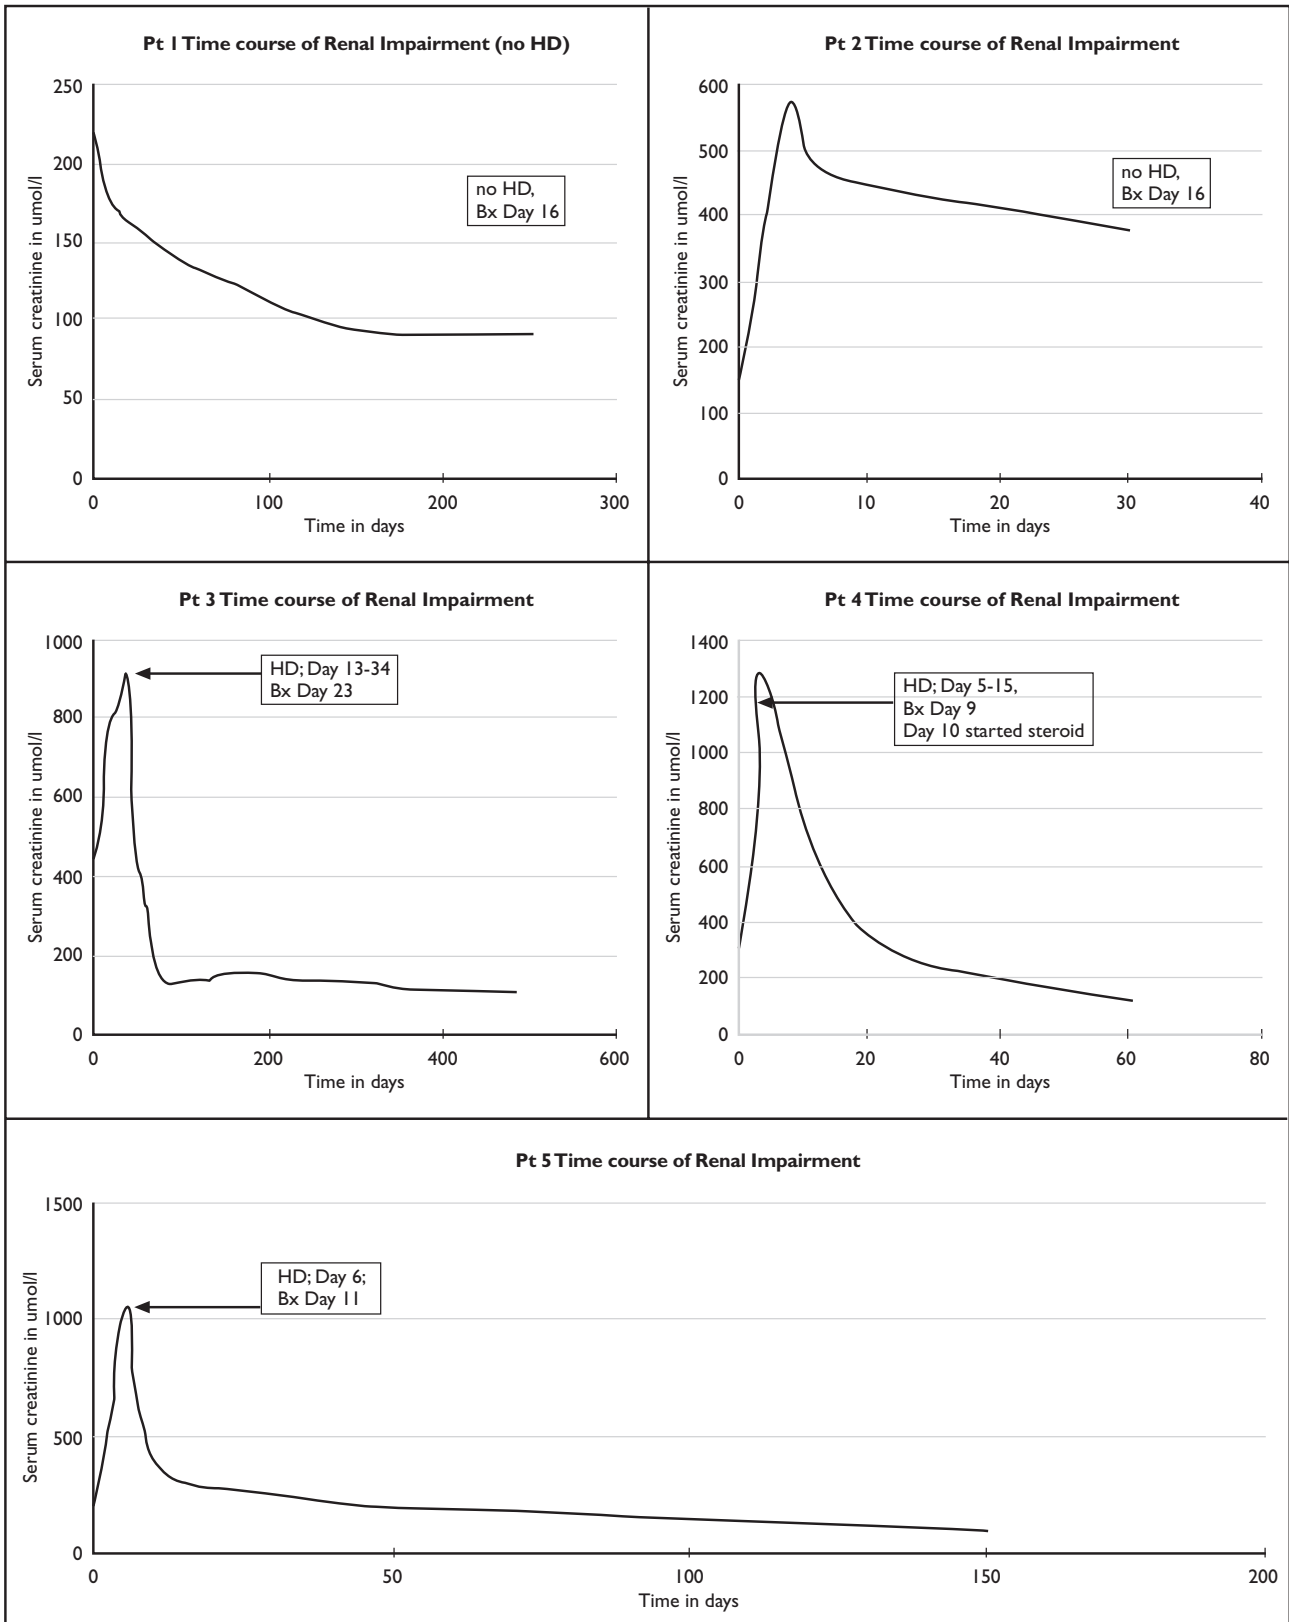 Pt 1 Time course of Renal Impairment (no HD)
Serum creatinine in umol/l
250
200
150
100
50
0
no HD,
Bx Day 16
0 100 200 300
Time in days
Pt 2 Time course of Renal Impairment
Serum creatinine in umol/l
600
500
400
300
200
100
0
no HD,
Bx Day 16
0 10 20 30 40
Time in days
Pt 3 Time course of Renal Impairment
Serum creatinine in umol/l
1000
800
600
400
200
0
HD; Day 13-34
Bx Day 23
0 200 400 600
Time in days
Pt 4 Time course of Renal Impairment
Serum creatinine in umol/l
1400
1200
1000
800
600
400
200
0
HD; Day 5-15,
Bx Day 9
Day 10 started steroid
0 20 40 60 80
Time in days
Pt 5 Time course of Renal Impairment
Serum creatinine in umol/l
1500
1000
500
0
HD; Day 6;
Bx Day 11
0 50 100 150 200
Time in days